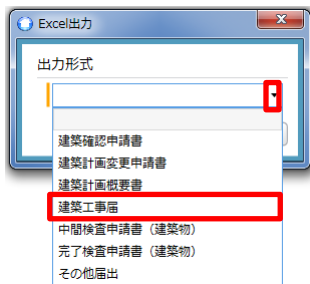 Excel出力
出力形式
建築確認申請書
建築計画変更申請書
建築計画概要書
建築工事届
中間検査申請書（建築物）
完了検査申請書（建築物）
その他届出